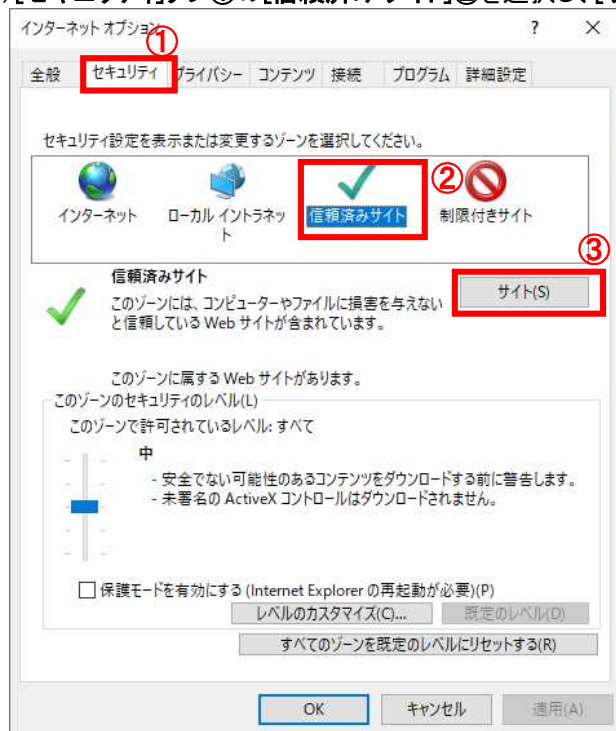 インターネット オプション ? ×
①
全般 セキュリティ プライバシー コンテンツ 接続 プログラム 詳細設定
セキュリティ設定を表示または変更するゾーンを選択してください。
②
インターネット ローカル イントラネット 信頼済みサイト 制限付きサイト
③
信頼済みサイト
サイト(S)
このゾーンには、コンピューターやファイルに損害を与えない
と信頼している Web サイトが含まれています。
このゾーンに属する Web サイトがあります。
このゾーンのセキュリティのレベル(L)
このゾーンで許可されているレベル: すべて
中
- 安全でない可能性のあるコンテンツをダウンロードする前に警告します。
- 未署名の ActiveX コントロールはダウンロードされません。
保護モードを有効にする (Internet Explorer の再起動が必要)(P)
レベルのカスタマイズ(C)... 既定のレベル(D)
すべてのゾーンを既定のレベルにリセットする(R)
OK キャンセル 適用(A)